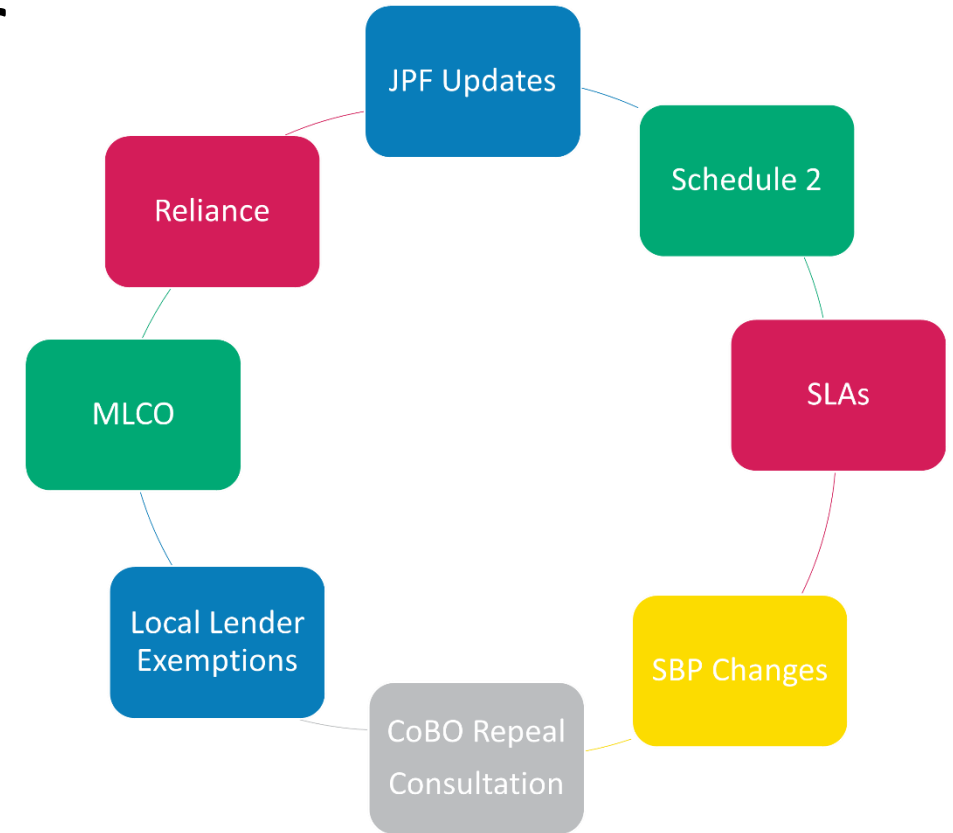 JPF Updates
Schedule 2
SLAs
SBP Changes
CoBO Repeal
Consultation
Local Lender
Exemptions
MLCO
Reliance